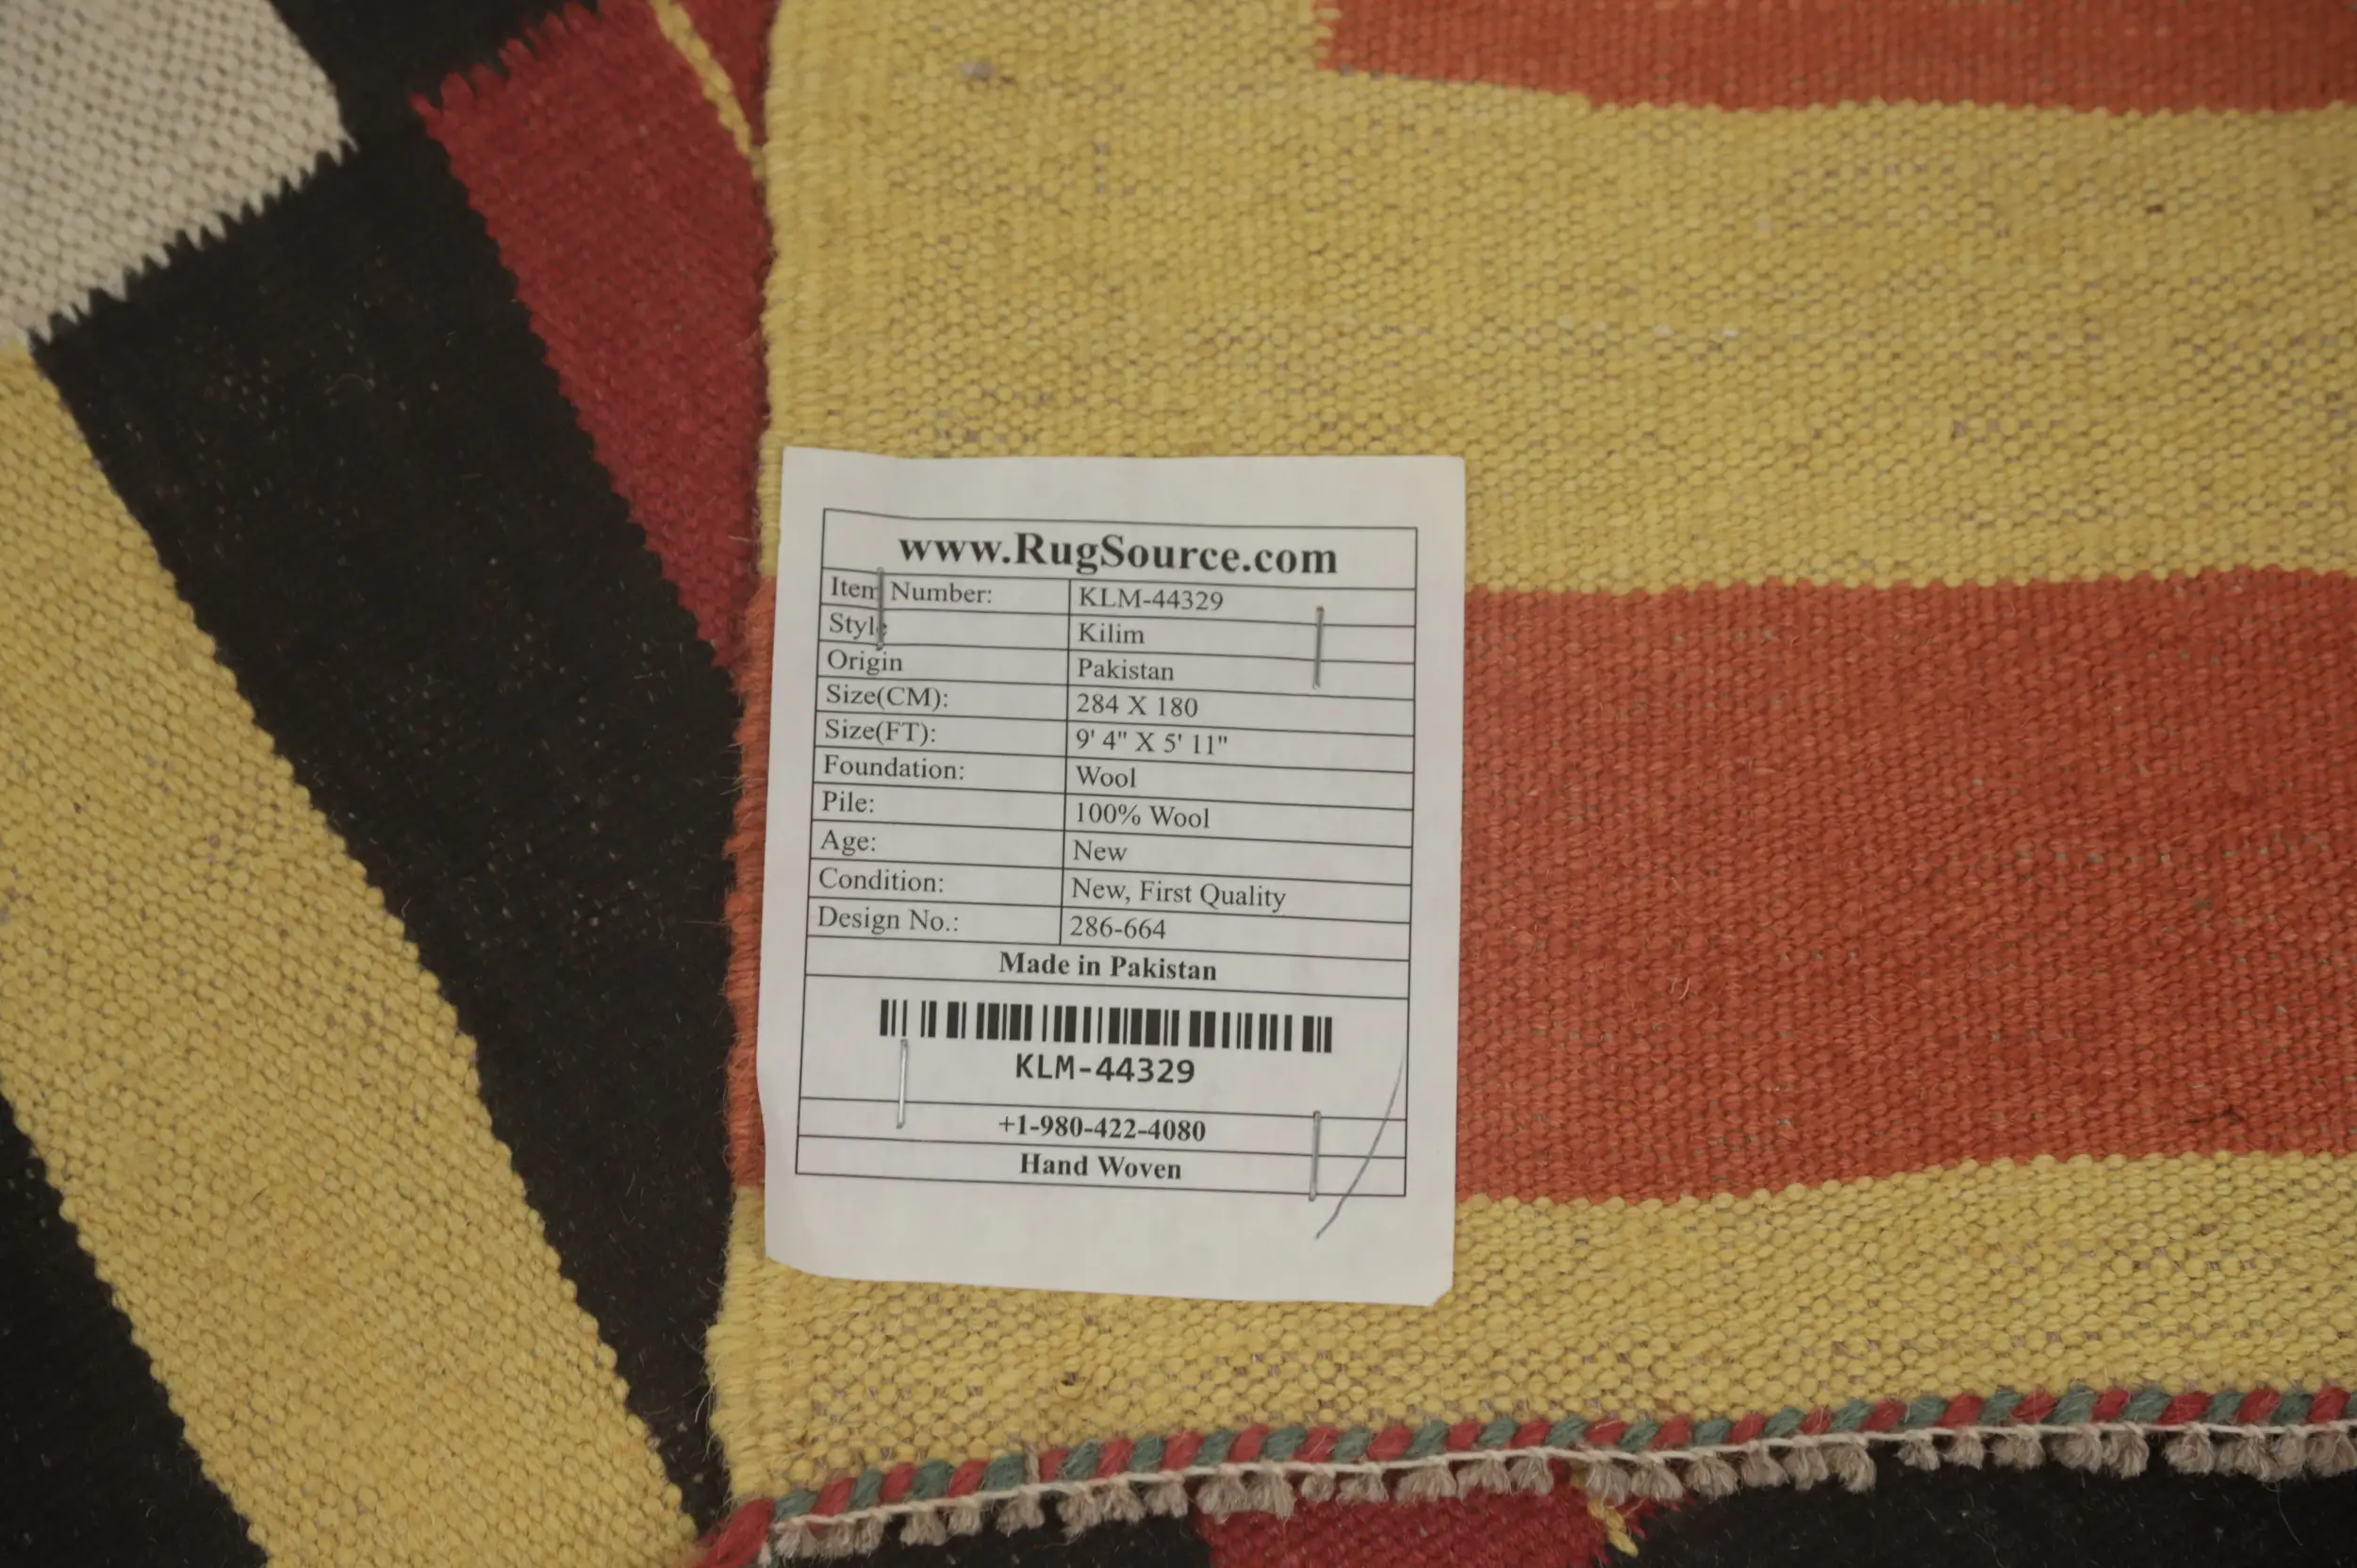 www.RugSource.com
Item Number: KLM-44329
Style Kilim
Origin Pakistan
Size(CM): 284 X 180
Size(FT): 9' 4" X 5' 11"
Foundation: Wool
Pile: 100% Wool
Age: New
Condition: New, First Quality
Design No.: 286-664
Made in Pakistan
KLM-44329
+1-980-422-4080
Hand Woven